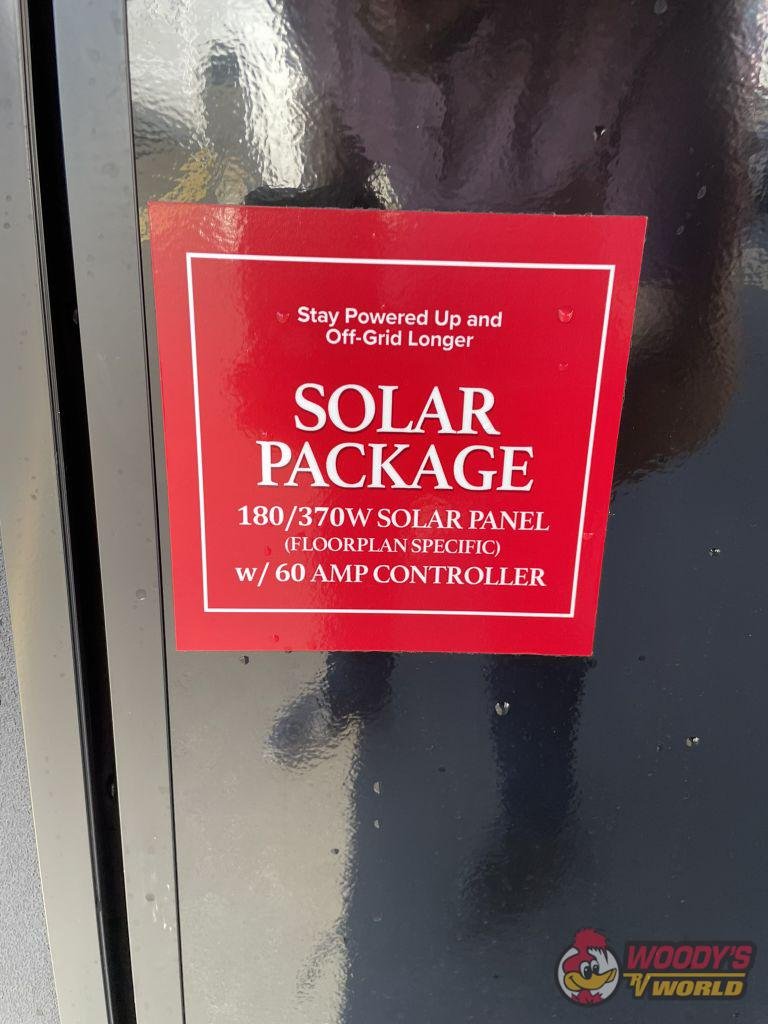 Stay Powered Up and
Off-Grid Longer
SOLAR
PACKAGE
180/370W SOLAR PANEL
(FLOORPLAN SPECIFIC)
w/ 60 AMP CONTROLLER
WOODY'S
RV WORLD